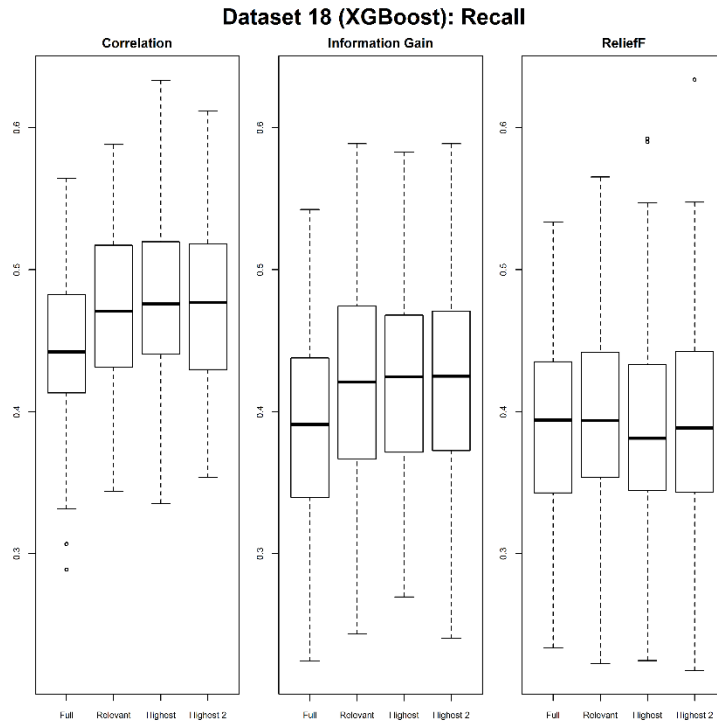 Dataset 18 (XGBoost): Recall
Correlation
Information Gain
ReliefF
0.6
0.5
0.4
0.3
0.6
0.5
0.4
0.3
0.6
0.5
0.4
0.3
Full Relevant Highest Highest 2
Full Relevant Highest Highest 2
Full Relevant Highest Highest 2